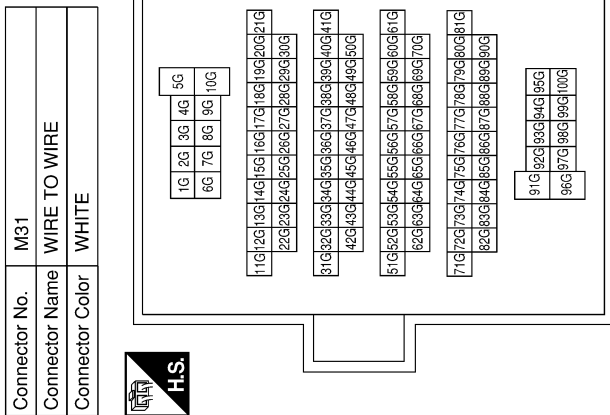 Connector No. M31
Connector Name WIRE TO WIRE
Connector Color WHITE
H.S.
1G 2G 3G 4G 5G
6G 7G 8G 9G 10G
11G 12G 13G 14G 15G 16G 17G 18G 19G 20G 21G
22G 23G 24G 25G 26G 27G 28G 29G 30G
31G 32G 33G 34G 35G 36G 37G 38G 39G 40G 41G
42G 43G 44G 45G 46G 47G 48G 49G 50G
51G 52G 53G 54G 55G 56G 57G 58G 59G 60G 61G
62G 63G 64G 65G 66G 67G 68G 69G 70G
71G 72G 73G 74G 75G 76G 77G 78G 79G 80G 81G
82G 83G 84G 85G 86G 87G 88G 89G 90G
91G 92G 93G 94G 95G
96G 97G 98G 99G 100G